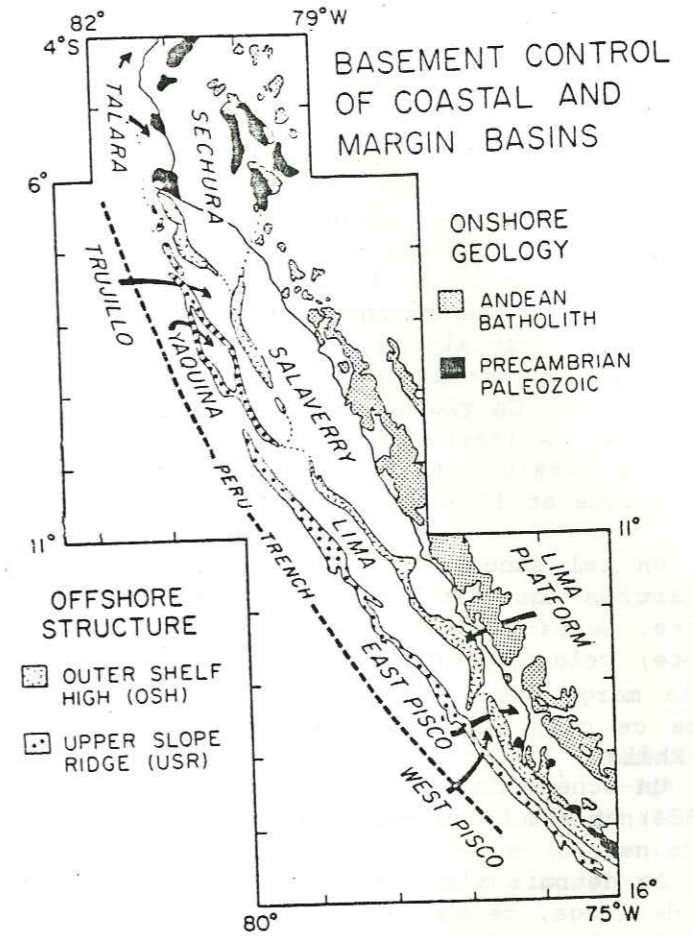 82°
79°W
4°S
BASEMENT CONTROL
OF COASTAL AND
MARGIN BASINS
TALARA
SECHURA
6°
ONSHORE
GEOLOGY
ANDEAN
BATHOLITH
PRECAMBRIAN
PALEOZOIC
TRUJILLO
YAQUINA
SALAVERRY
PERU TRENCH
LIMA
11°
11°
LIMA
PLATFORM
OFFSHORE
STRUCTURE
OUTER SHELF
HIGH (OSH)
UPPER SLOPE
RIDGE (USR)
EAST PISCO
WEST PISCO
16°
80°
75°W